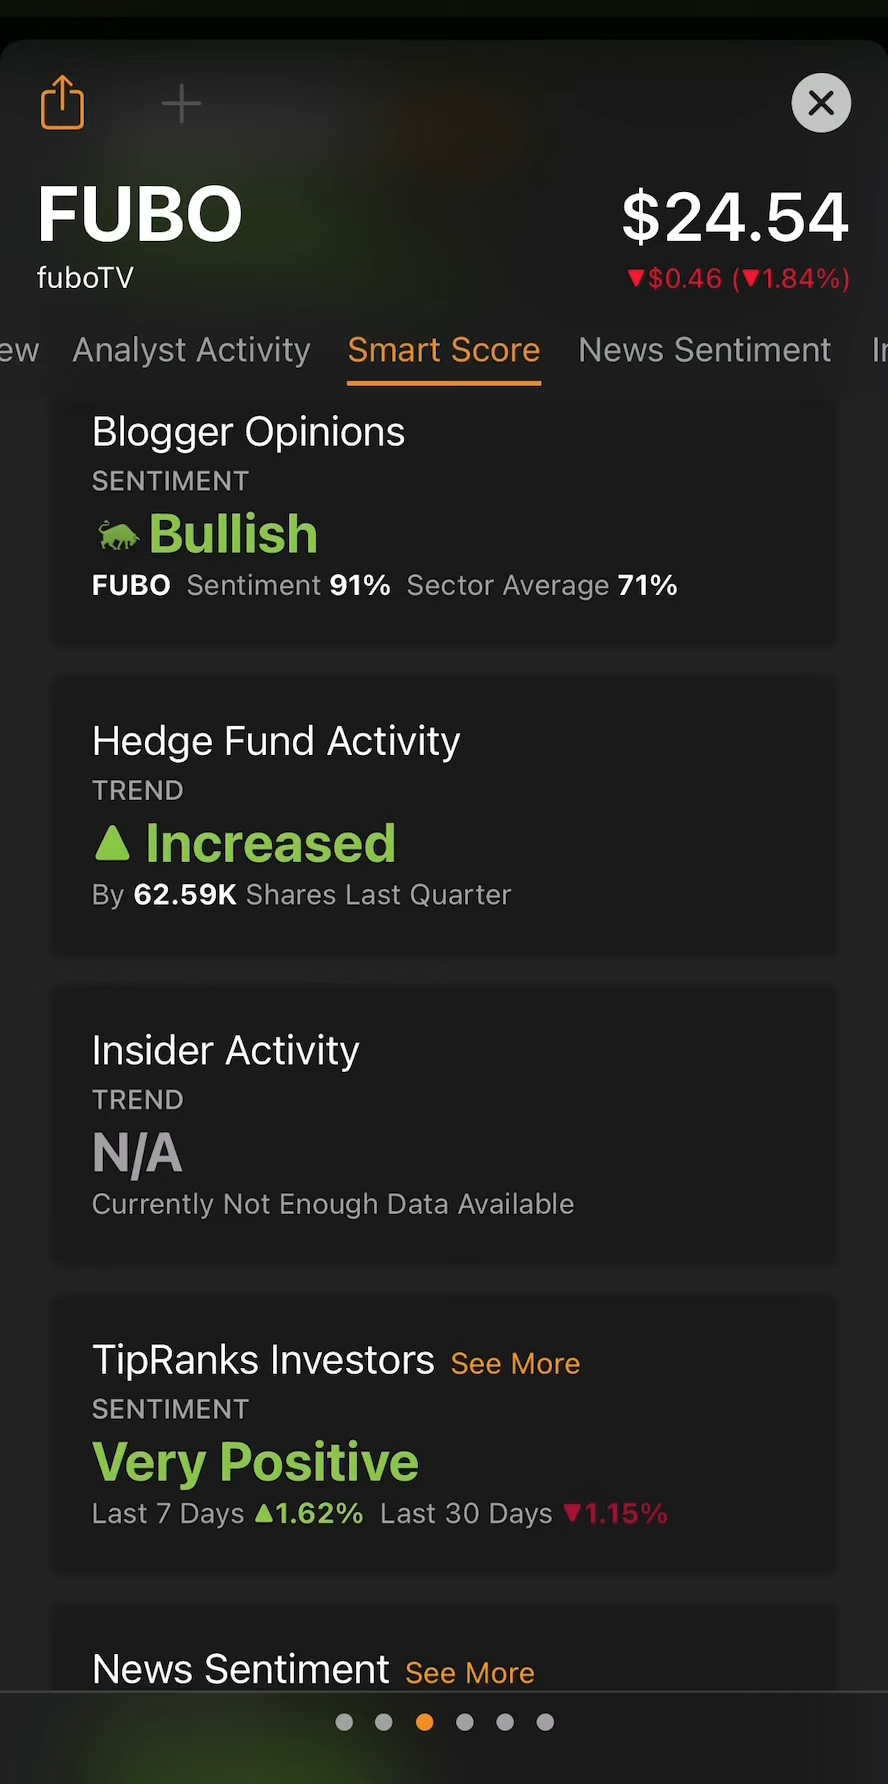 FUBO
$24.54
fuboTV
▼$0.46 (▼1.84%)
ew Analyst Activity Smart Score News Sentiment
Blogger Opinions
SENTIMENT
Bullish
FUBO Sentiment 91% Sector Average 71%
Hedge Fund Activity
TREND
▲ Increased
By 62.59K Shares Last Quarter
Insider Activity
TREND
N/A
Currently Not Enough Data Available
TipRanks Investors See More
SENTIMENT
Very Positive
Last 7 Days ▲1.62% Last 30 Days ▼1.15%
News Sentiment See More